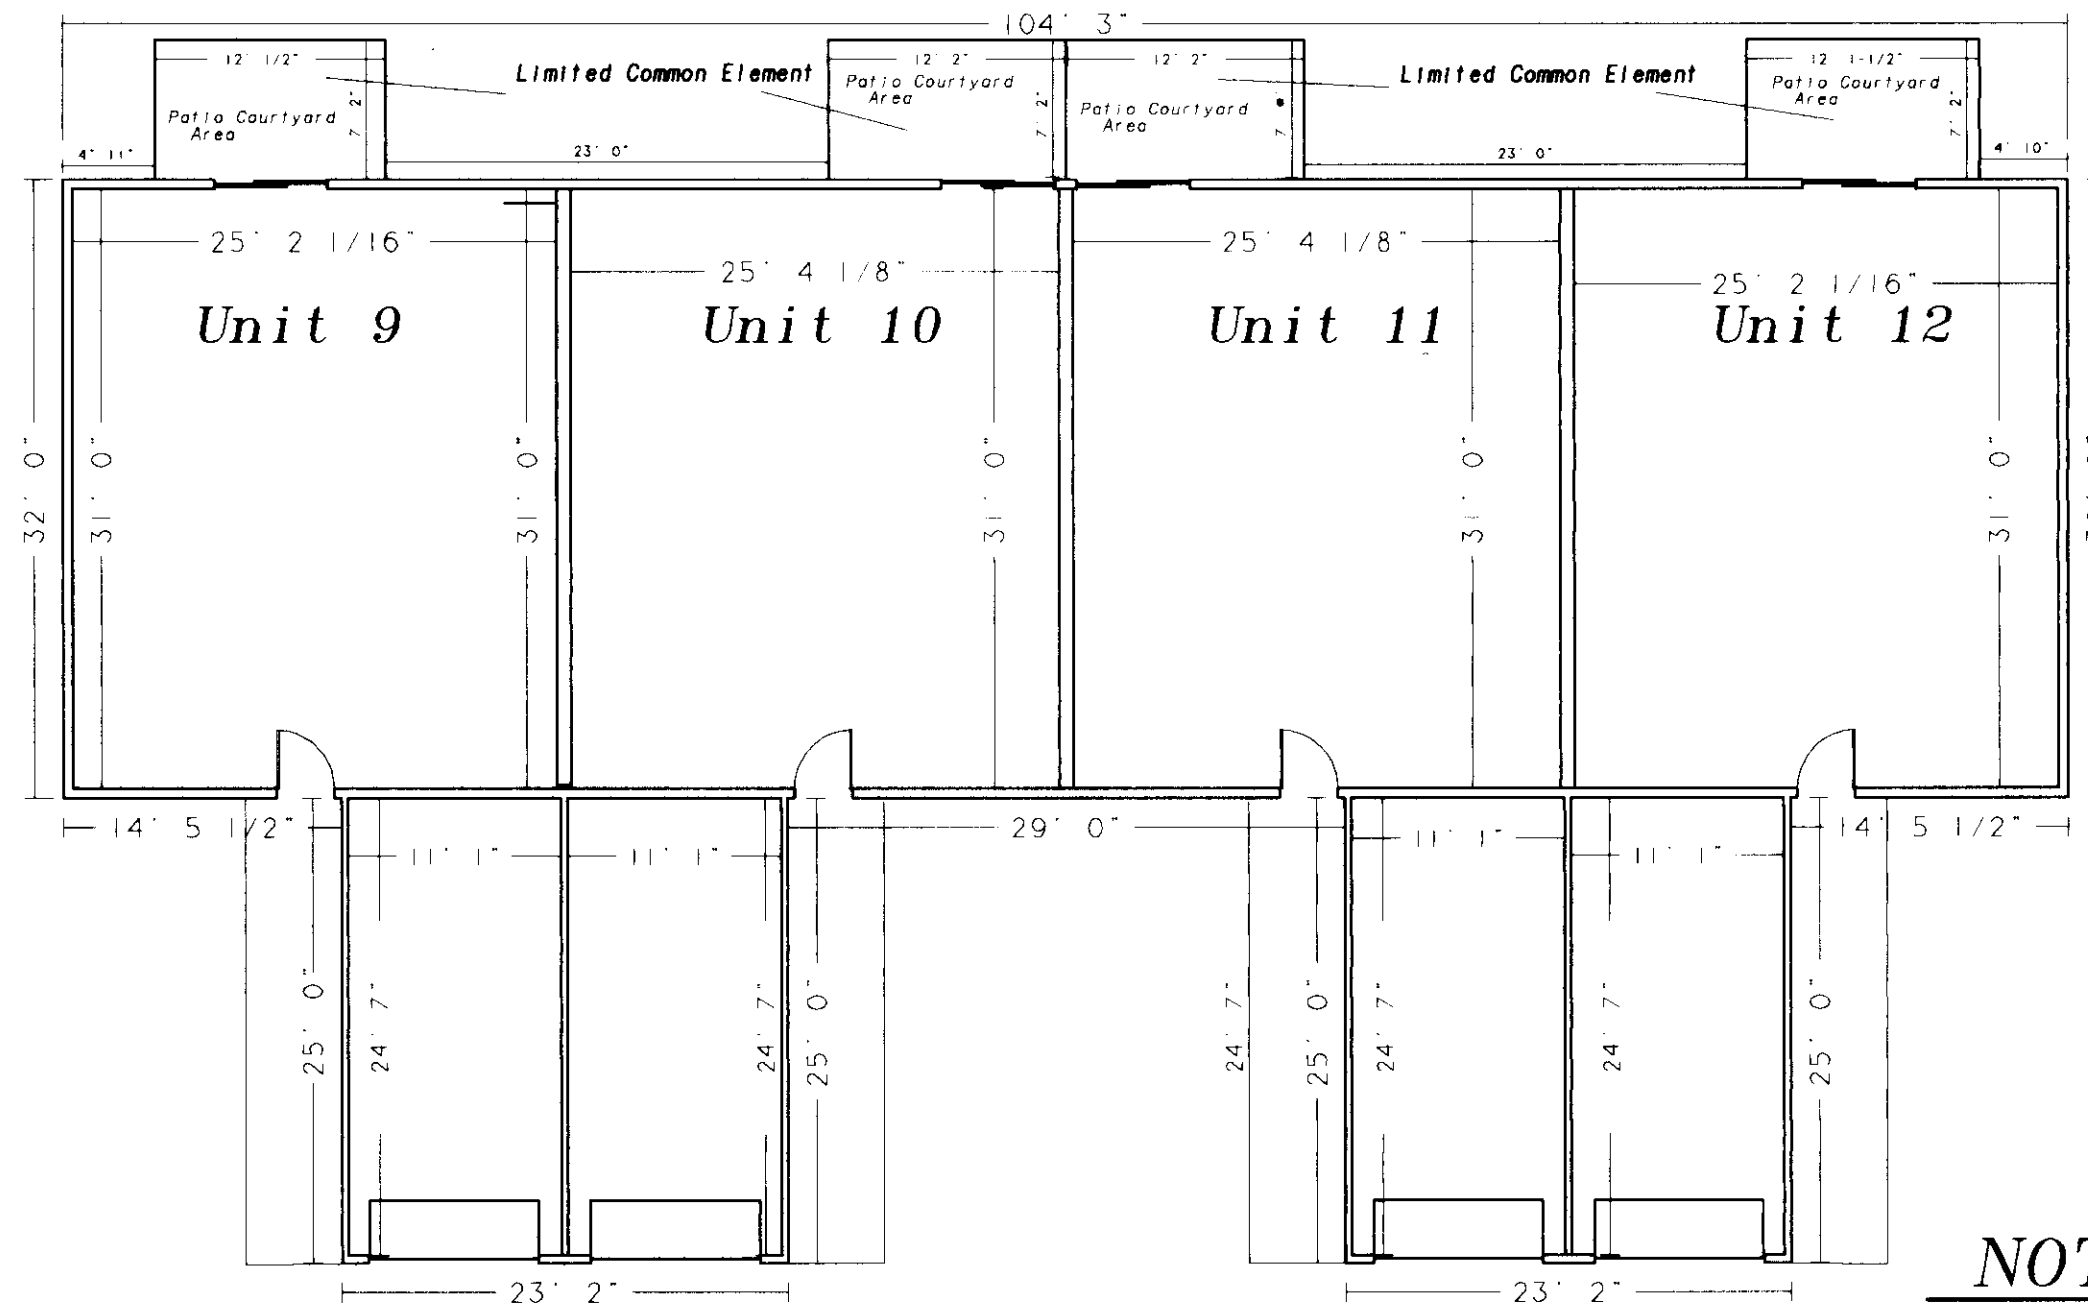 104' 3"
12' 1/2"
Limited Common Element
12' 2"
12' 2"
Limited Common Element
12' 1-1/2"
Patio Courtyard
Area
7' 2"
Patio Courtyard
Area
7' 2"
Patio Courtyard
Area
7'
Patio Courtyard
Area
7' 2"
4' 11"
23' 0"
23' 0"
4' 10"
25' 2 1/16"
25' 4 1/8"
25' 4 1/8"
25' 2 1/16"
Unit 9
Unit 10
Unit 11
Unit 12
32' 0"
31' 0"
31' 0"
31' 0"
31' 0"
31' 0"
14' 5 1/2"
29' 0"
14' 5 1/2"
11' 1"
11' 1"
11' 1"
11' 1"
25' 0"
24' 7"
24' 7"
25' 0"
24' 7"
25' 0"
24' 7"
24' 7"
25' 0"
23' 2"
23' 2"
NOT